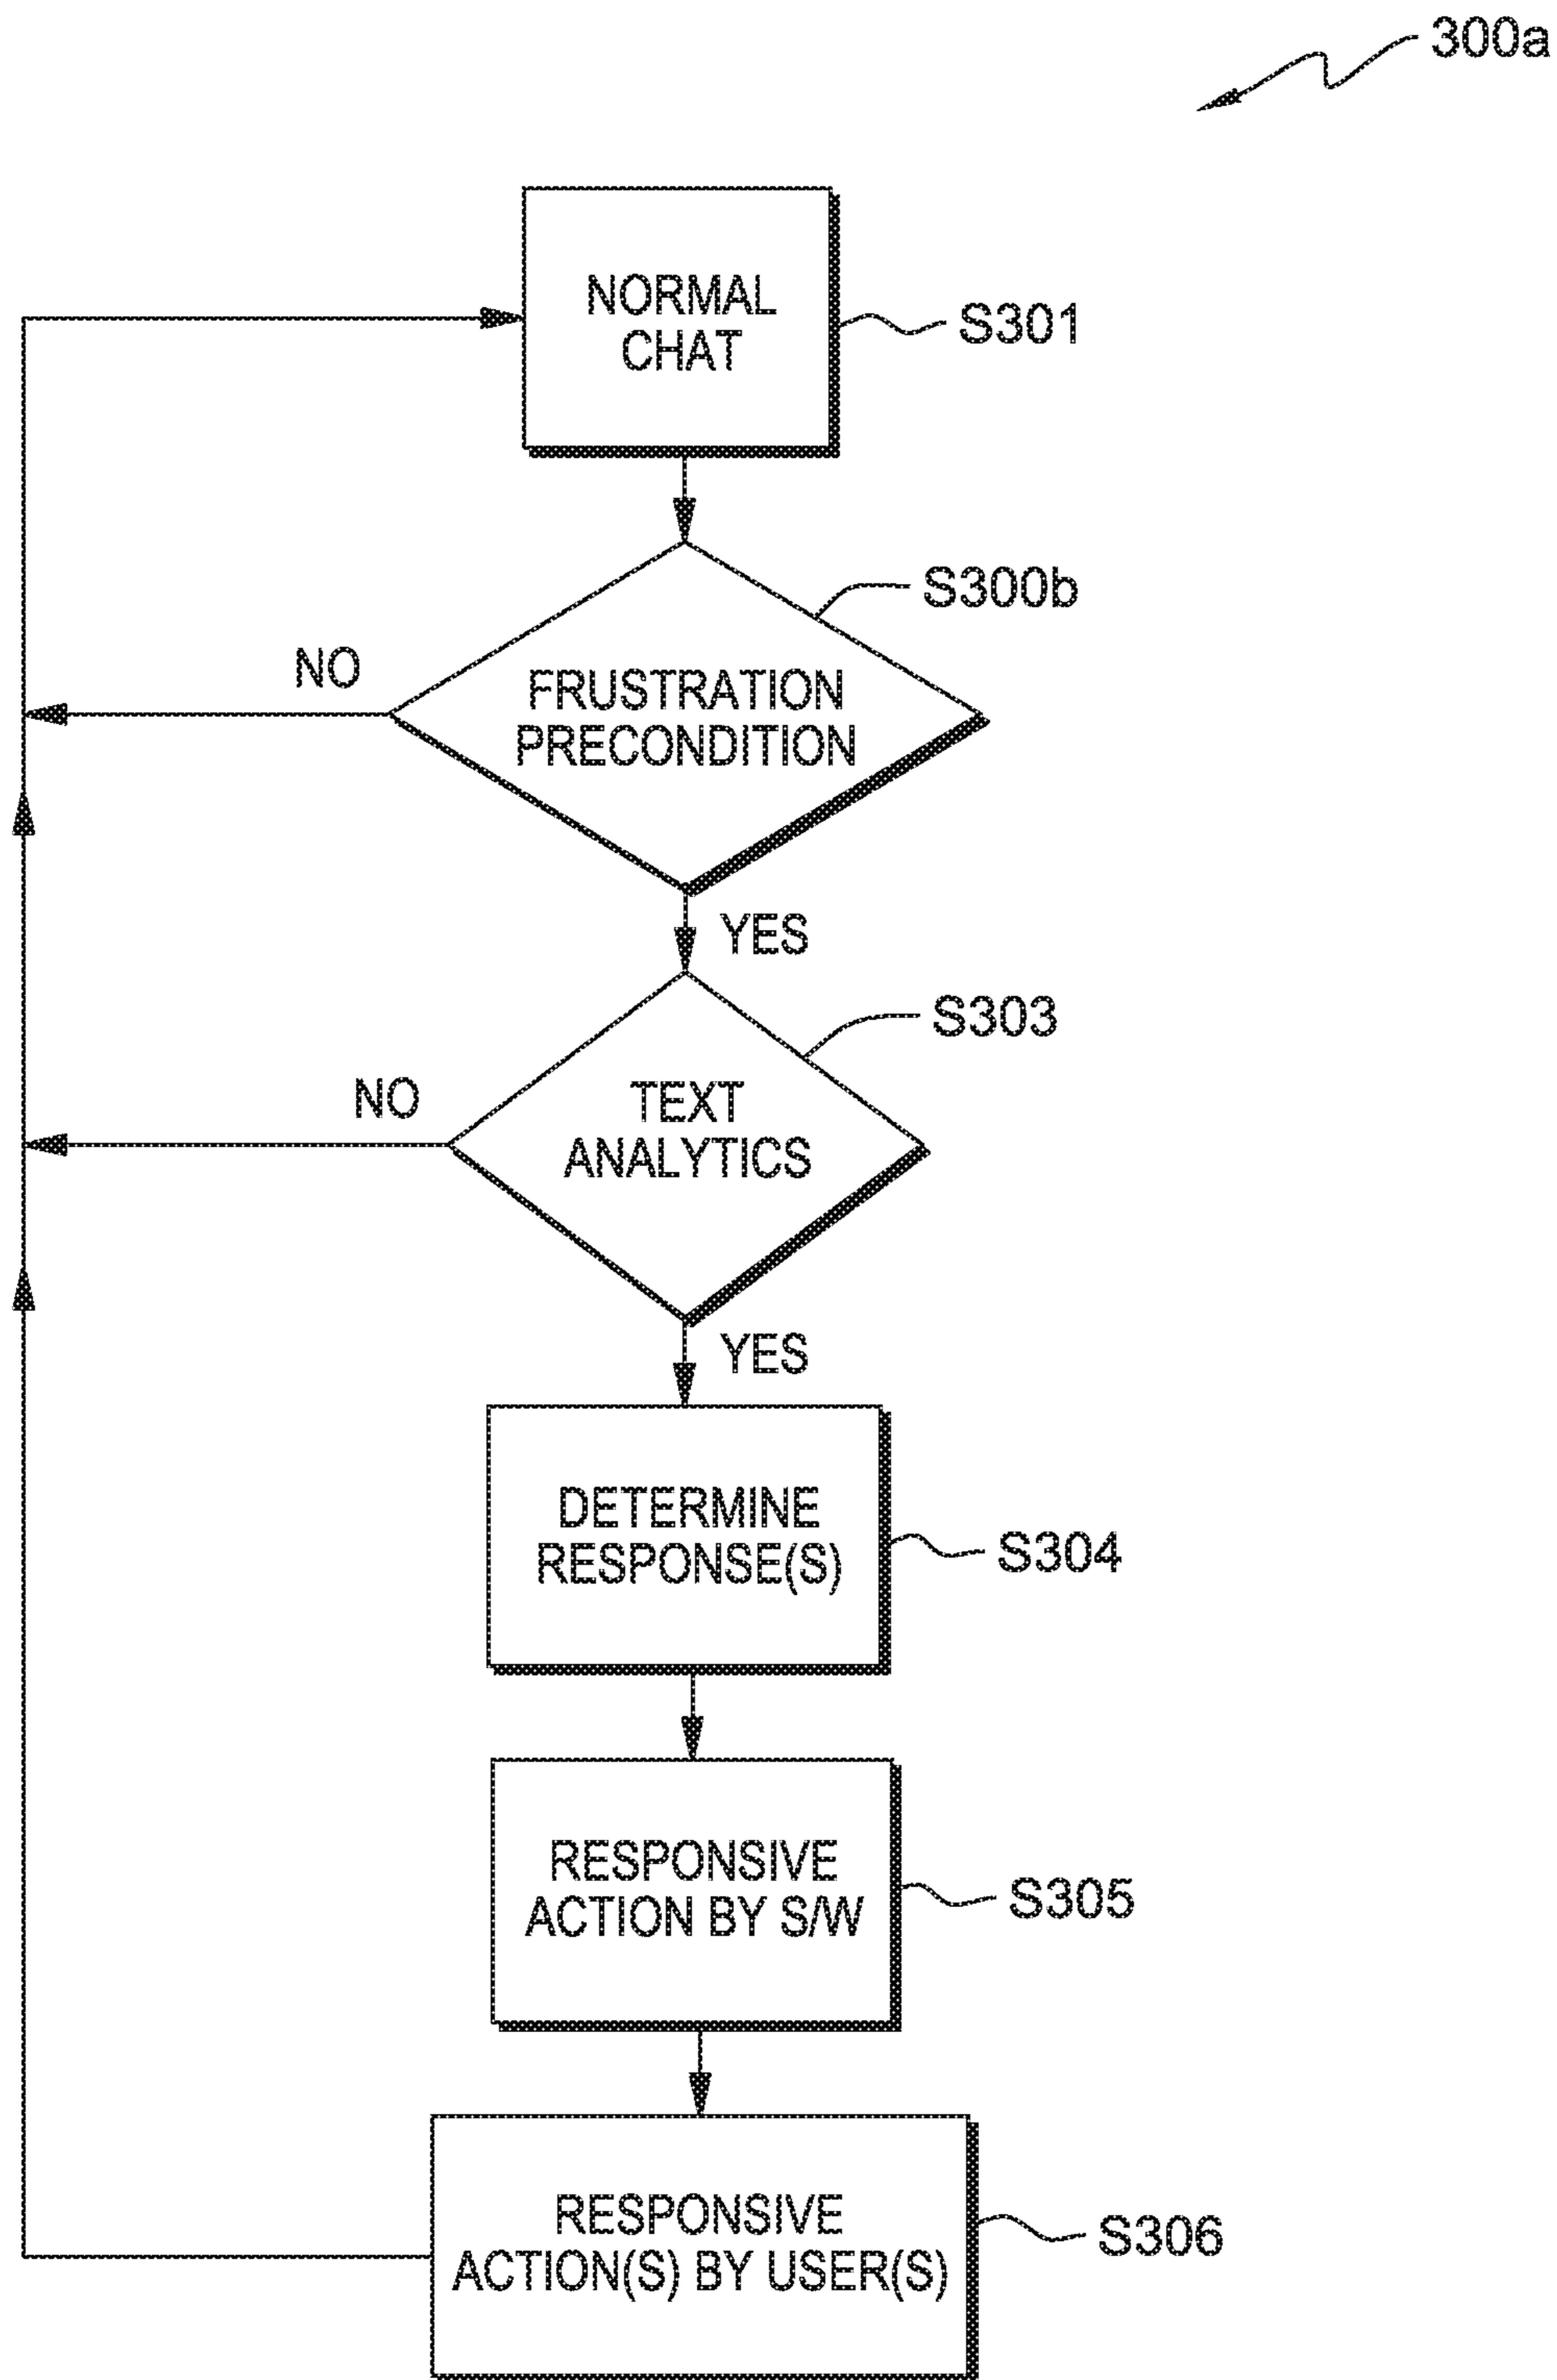 300a
NORMAL
CHAT
S301
S300b
NO
FRUSTRATION
PRECONDITION
YES
S303
NO
TEXT
ANALYTICS
YES
DETERMINE
RESPONSE(S)
S304
RESPONSIVE
ACTION BY S/W
S305
RESPONSIVE
ACTION(S) BY USER(S)
S306